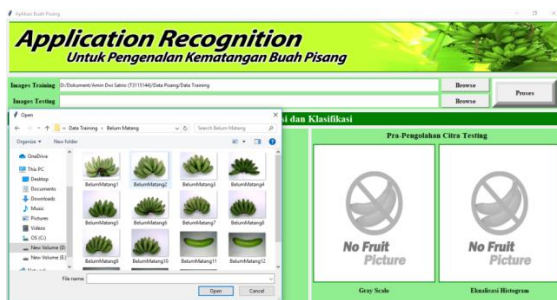 Aplikasi Buah Pisang
Application Recognition
Untuk Pengenalan Kematangan Buah Pisang
Images Training
D:/Dokument/Amin Dwi Satrio (T3115144)/Data Pisang/Data Training
Browse
Proses
Images Testing
Browse
si dan Klasifikasi
Open
Data Training
Belum Matang
Search Belum Matang
Organize
New folder
OneDrive
This PC
Desktop
Documents
Downloads
Music
Pictures
Videos
OS (C:)
New Volume (D:)
New Volume (E:)
BelumMatang1
BelumMatang2
BelumMatang3
BelumMatang4
BelumMatang5
BelumMatang6
BelumMatang7
BelumMatang8
BelumMatang9
BelumMatang10
BelumMatang11
BelumMatang12
File name:
Open
Cancel
Pra-Pengolahan Citra Testing
No Fruit
Picture
No Fruit
Picture
Gray Scale
Ekualisasi Histogram